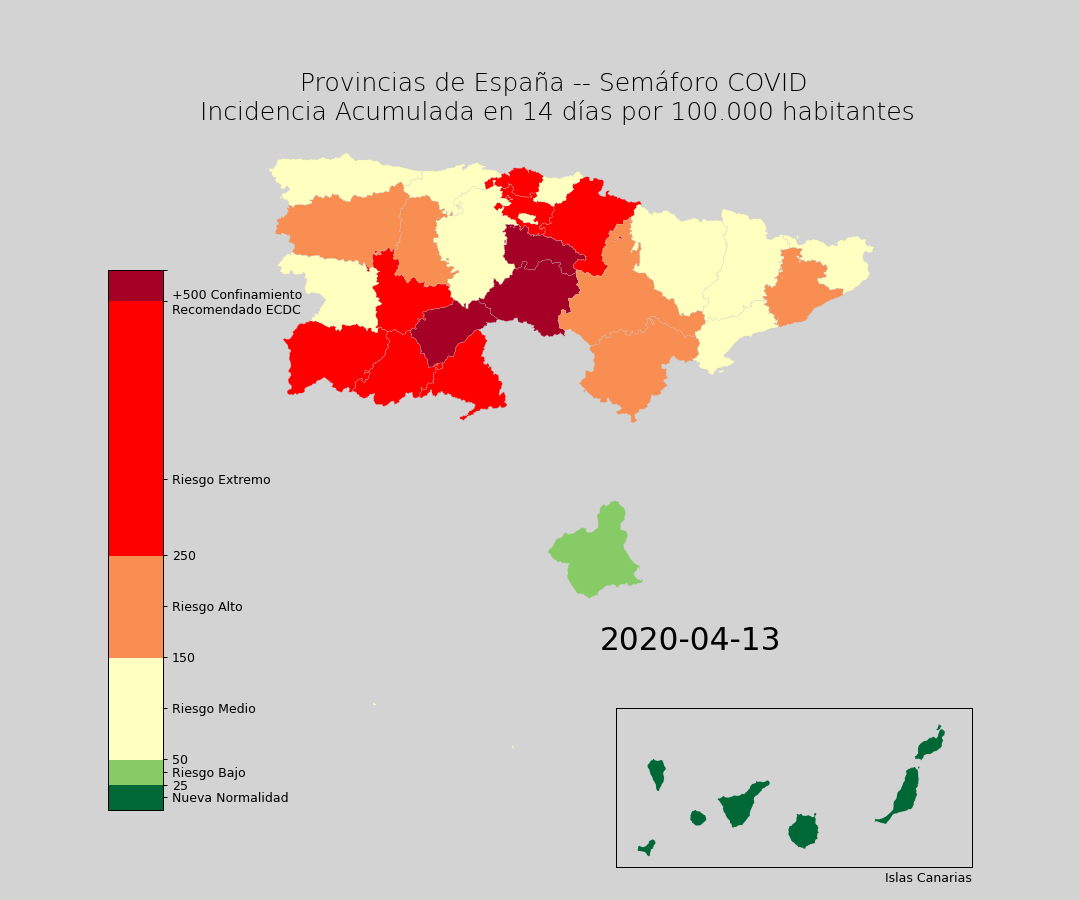 Provincias de España -- Semáforo COVID
Incidencia Acumulada en 14 días por 100.000 habitantes
+500 Confinamiento
Recomendado ECDC
Riesgo Extremo
250
Riesgo Alto
150
Riesgo Medio
50
Riesgo Bajo
25
Nueva Normalidad
2020-04-13
Islas Canarias